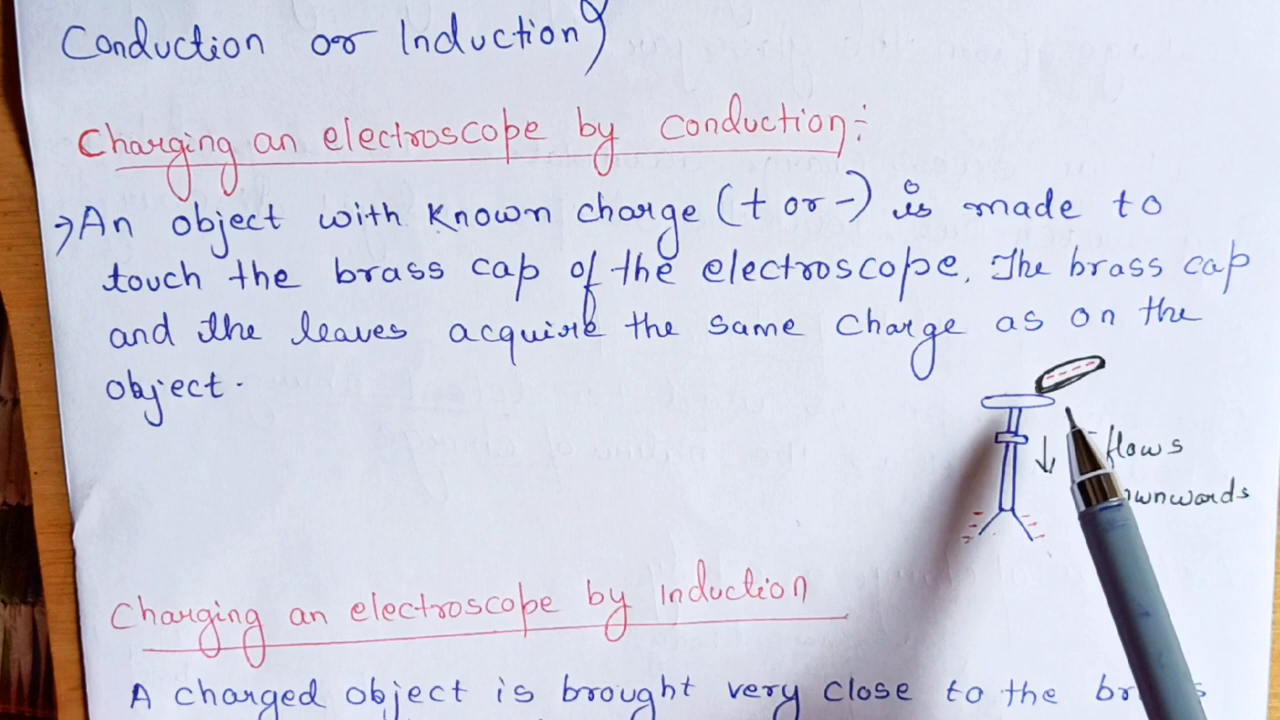 Conduction or Induction)
Charging an electroscope by conduction:-
→ An object with known charge (+ or -) is made to
touch the brass cap of the electroscope. The brass cap
and the leaves acquire the same charge as on the
object.
flows
Charging an electroscope by Induction
A charged object is brought very close to the